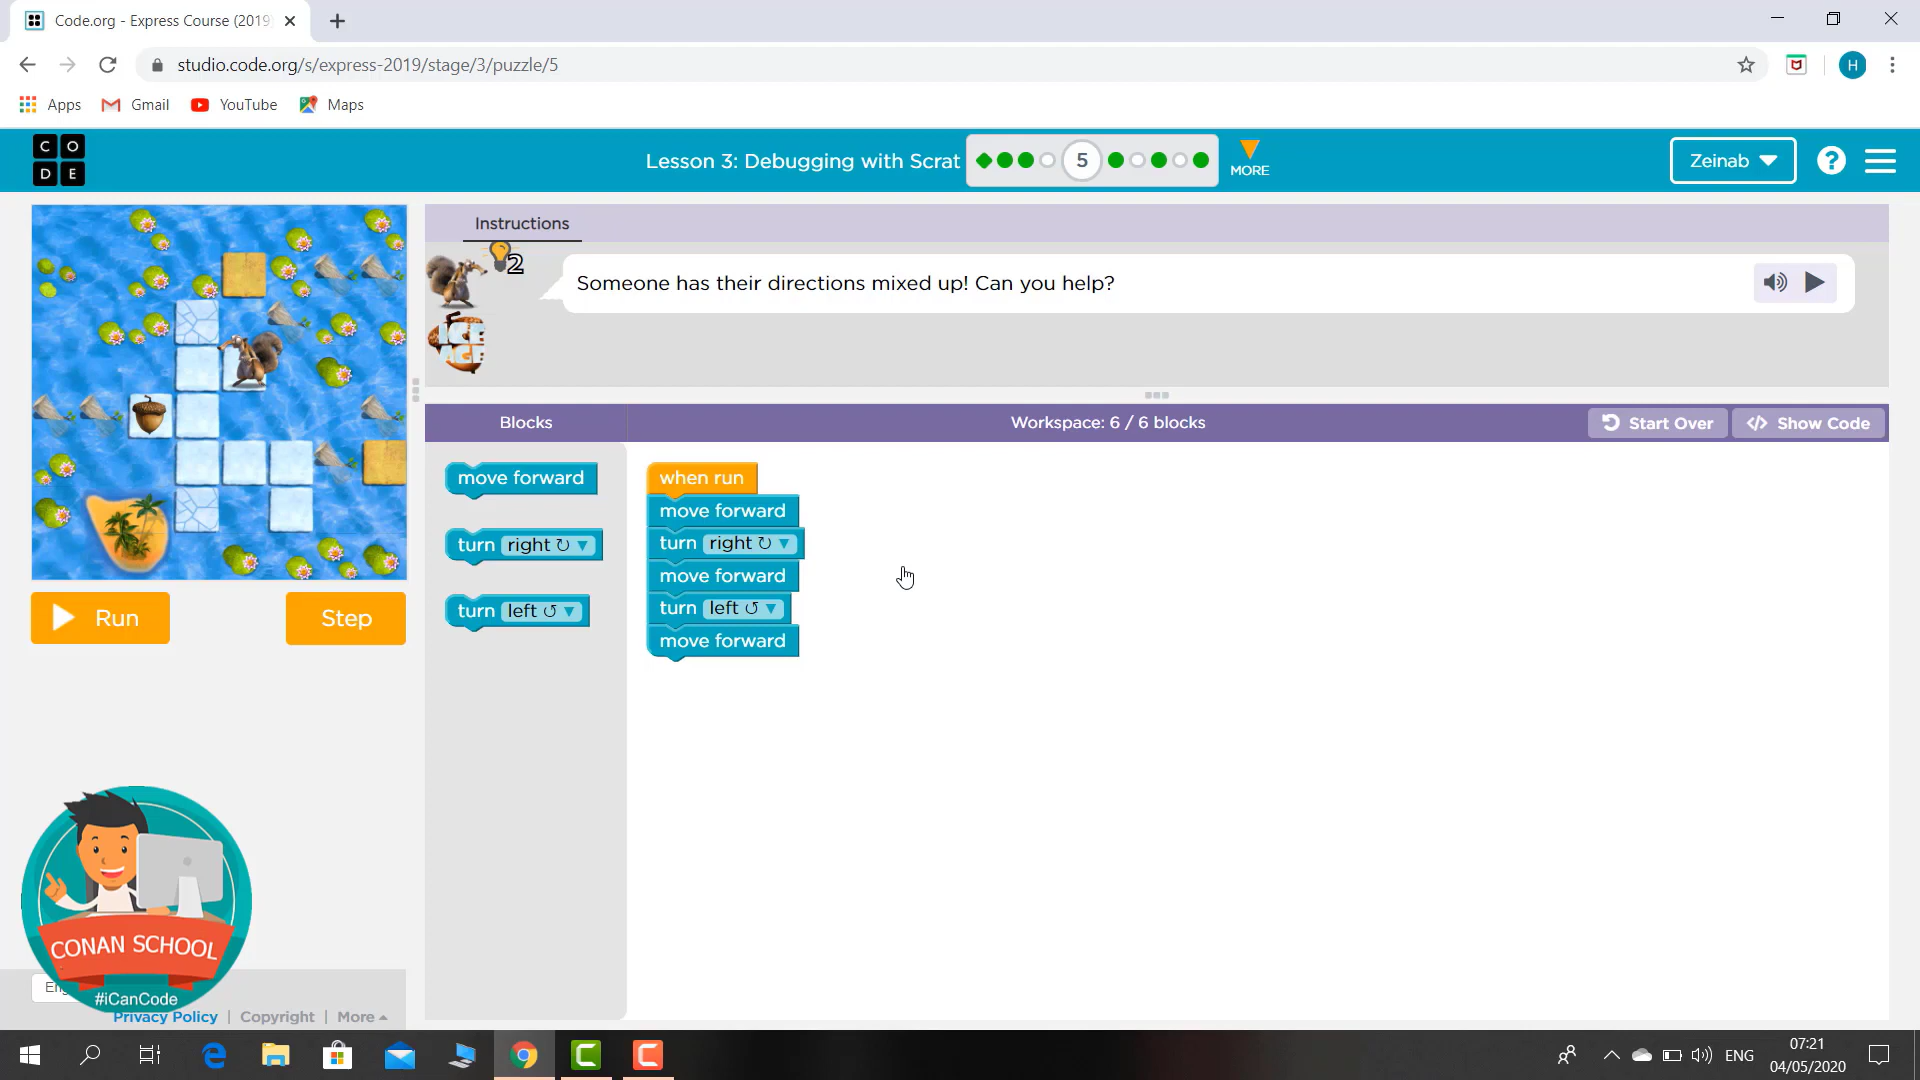 Code.org - Express Course (2019)
studio.code.org/s/express-2019/stage/3/puzzle/5
H
Apps Gmail YouTube Maps
CODE
Lesson 3: Debugging with Scrat
5
MORE
Zeinab
?
Instructions
2
Someone has their directions mixed up! Can you help?
ICE AGE
Blocks
Workspace: 6 / 6 blocks
Start Over
Show Code
move forward
turn right ↻
turn left ↺
when run
move forward
turn right ↻
move forward
turn left ↺
move forward
Run
Step
CONAN SCHOOL
#iCanCode
Privacy Policy | Copyright | More
ENG
07:21
04/05/2020